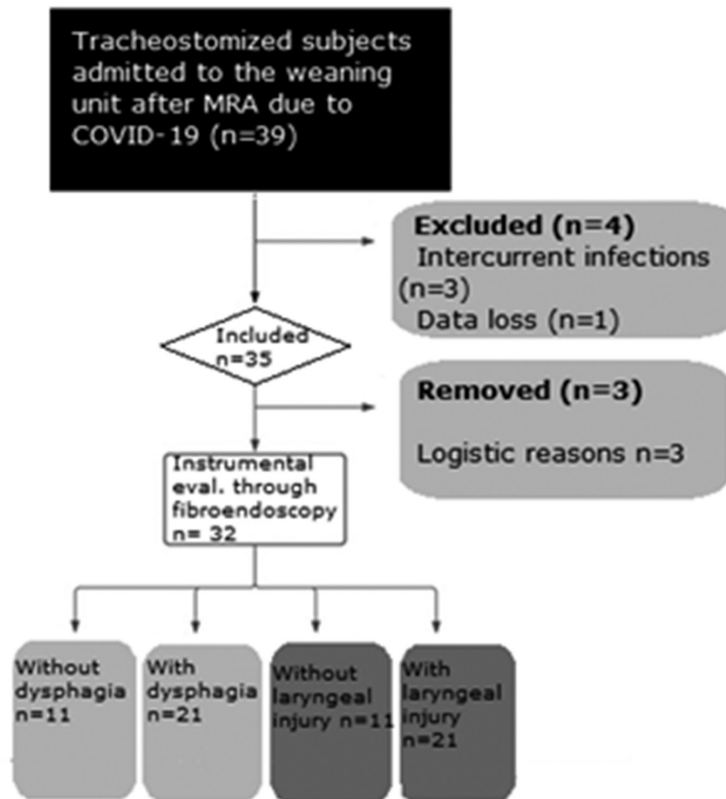 Tracheostomized subjects
admitted to the weaning
unit after MRA due to
COVID-19 (n=39)
Excluded (n=4)
Intercurrent infections
(n=3)
Data loss (n=1)
Included
n=35
Removed (n=3)
Logistic reasons n=3
Instrumental
eval. through
fibroendoscopy
n= 32
Without
dysphagia
n=11
With
dysphagia
n=21
Without
laryngeal
injury n=11
With
laryngeal
injury
n=21